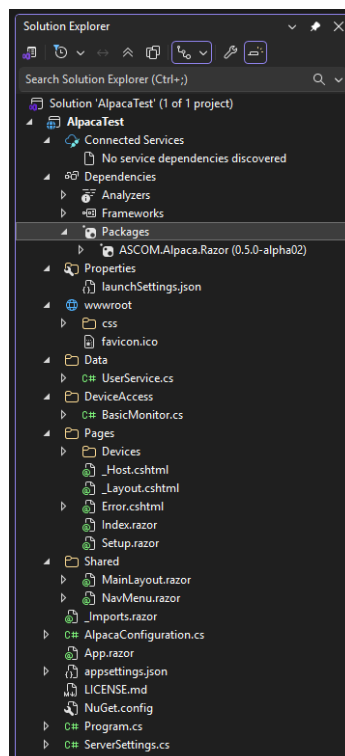 Solution Explorer
Search Solution Explorer (Ctrl+;)
Solution 'AlpacaTest' (1 of 1 project)
AlpacaTest
Connected Services
No service dependencies discovered
Dependencies
Analyzers
Frameworks
Packages
ASCOM.Alpaca.Razor (0.5.0-alpha02)
Properties
launchSettings.json
wwwroot
css
favicon.ico
Data
C# UserService.cs
DeviceAccess
C# BasicMonitor.cs
Pages
Devices
_Host.cshtml
_Layout.cshtml
Error.cshtml
Index.razor
Setup.razor
Shared
MainLayout.razor
NavMenu.razor
_Imports.razor
C# AlpacaConfiguration.cs
App.razor
appsettings.json
LICENSE.md
NuGet.config
C# Program.cs
C# ServerSettings.cs